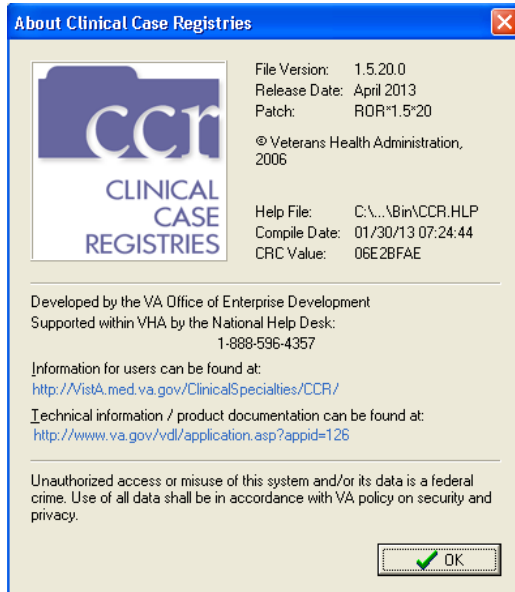 About Clinical Case Registries
ccr
CLINICAL
CASE
REGISTRIES
File Version: 1.5.20.0
Release Date: April 2013
Patch: ROR*1.5*20
© Veterans Health Administration,
2006
Help File: C:\...\Bin\CCR.HLP
Compile Date: 01/30/13 07:24:44
CRC Value: 06E2BFAE
Developed by the VA Office of Enterprise Development
Supported within VHA by the National Help Desk:
1-888-596-4357
Information for users can be found at:
http://VistA.med.va.gov/ClinicalSpecialties/CCR/
Technical information / product documentation can be found at:
http://www.va.gov/vdl/application.asp?appid=126
Unauthorized access or misuse of this system and/or its data is a federal
crime. Use of all data shall be in accordance with VA policy on security and
privacy.
OK